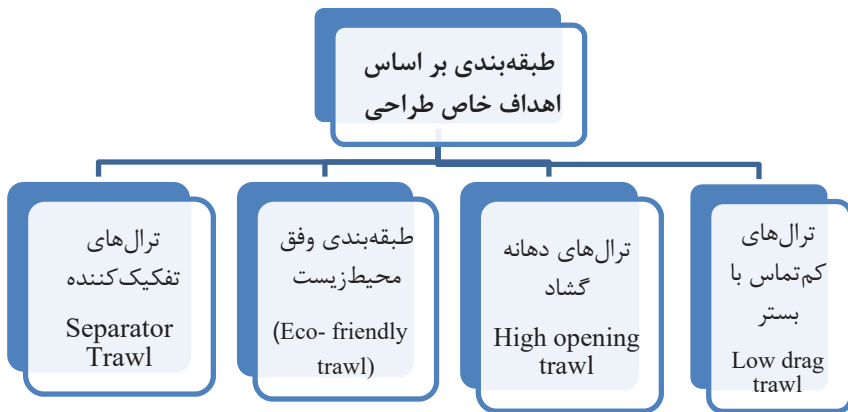 طبقه‌بندی بر اساس
اهداف خاص طراحی
ترال‌های
کم‌تماس با
بستر
Low drag
trawl
ترال‌های دهانه
گشاد
High opening
trawl
طبقه‌بندی وفق
محیط‌زیست
(Eco- friendly
trawl)
ترال‌های
تفکیک‌کننده
Separator
Trawl